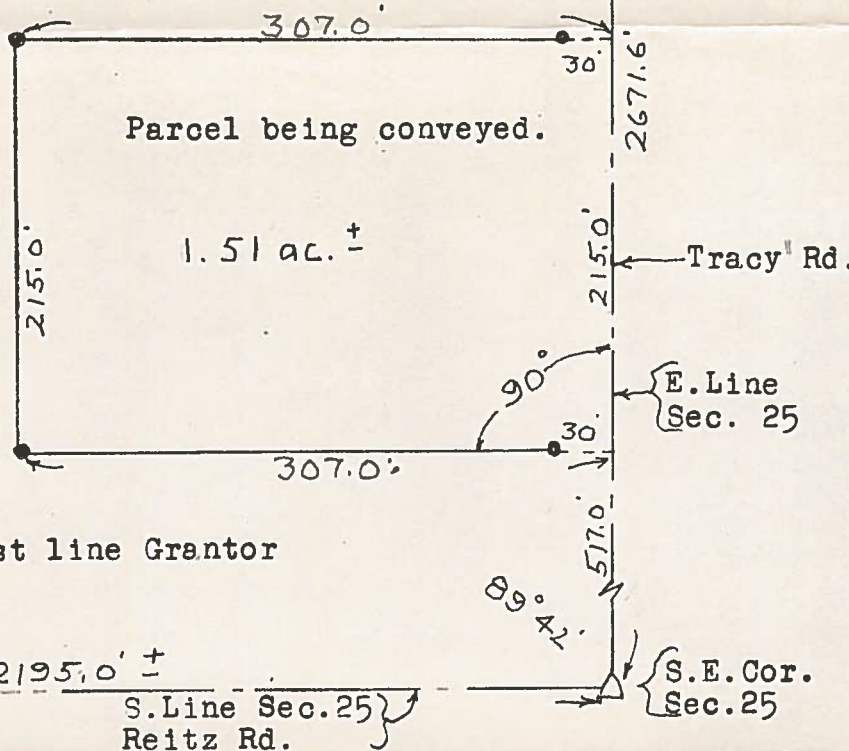 307.0'
30'
2671.6'
Parcel being conveyed.
1.51 ac. ±
215.0'
215.0'
Tracy Rd.
90°
E.Line
Sec. 25
30'
307.0'
517.0'
line Grantor
89°42'
2195.0' ±
S.Line Sec.25
Reitz Rd.
S.E.Cor.
Sec.25